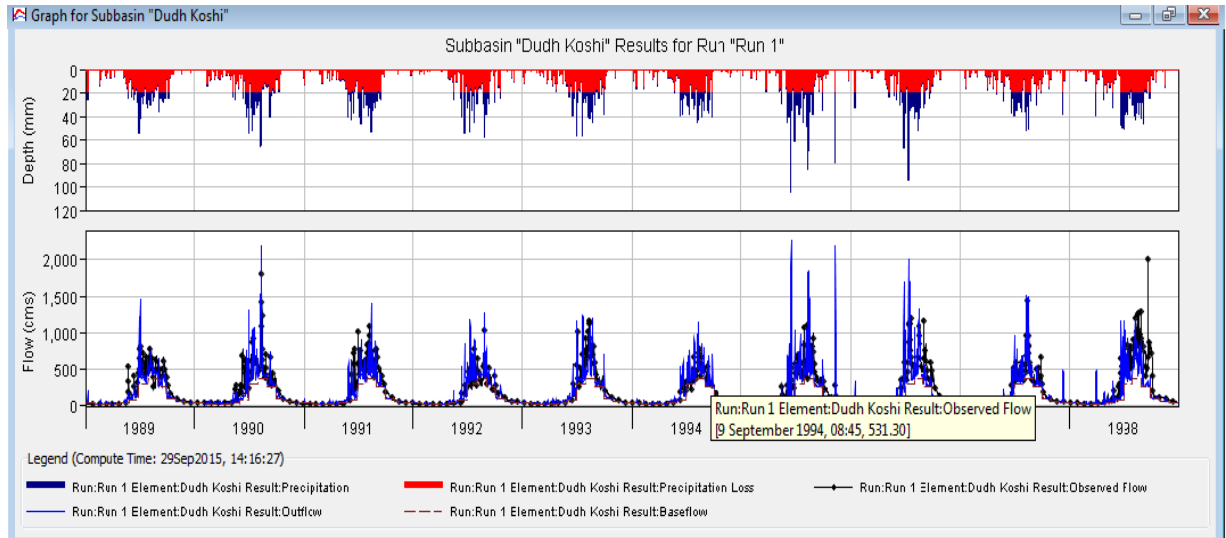 Graph for Subbasin "Dudh Koshi"
Subbasin "Dudh Koshi" Results for Run "Run 1"
Depth (mm)
0
20
40
60
80
100
120
Flow (cms)
2,000
1,500
1,000
500
0
1989 1990 1991 1992 1993 1994 1998
Run:Run 1 Element:Dudh Koshi Result:Observed Flow
[9 September 1994, 08:45, 531.30]
Legend (Compute Time: 29Sep2015, 14:16:27)
Run:Run 1 Element:Dudh Koshi Result:Precipitation Run:Run 1 Element:Dudh Koshi Result:Precipitation Loss Run:Run 1 Element:Dudh Koshi Result:Observed Flow
Run:Run 1 Element:Dudh Koshi Result:Outflow Run:Run 1 Element:Dudh Koshi Result:Baseflow